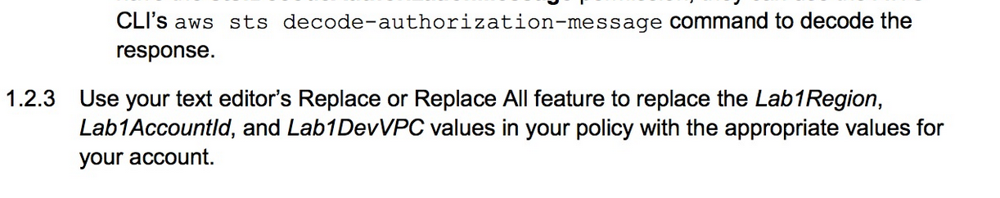 CLI's aws sts decode-authorization-message command to decode the
response.
1.2.3 Use your text editor's Replace or Replace All feature to replace the Lab1Region,
Lab1AccountId, and Lab1DevVPC values in your policy with the appropriate values for
your account.